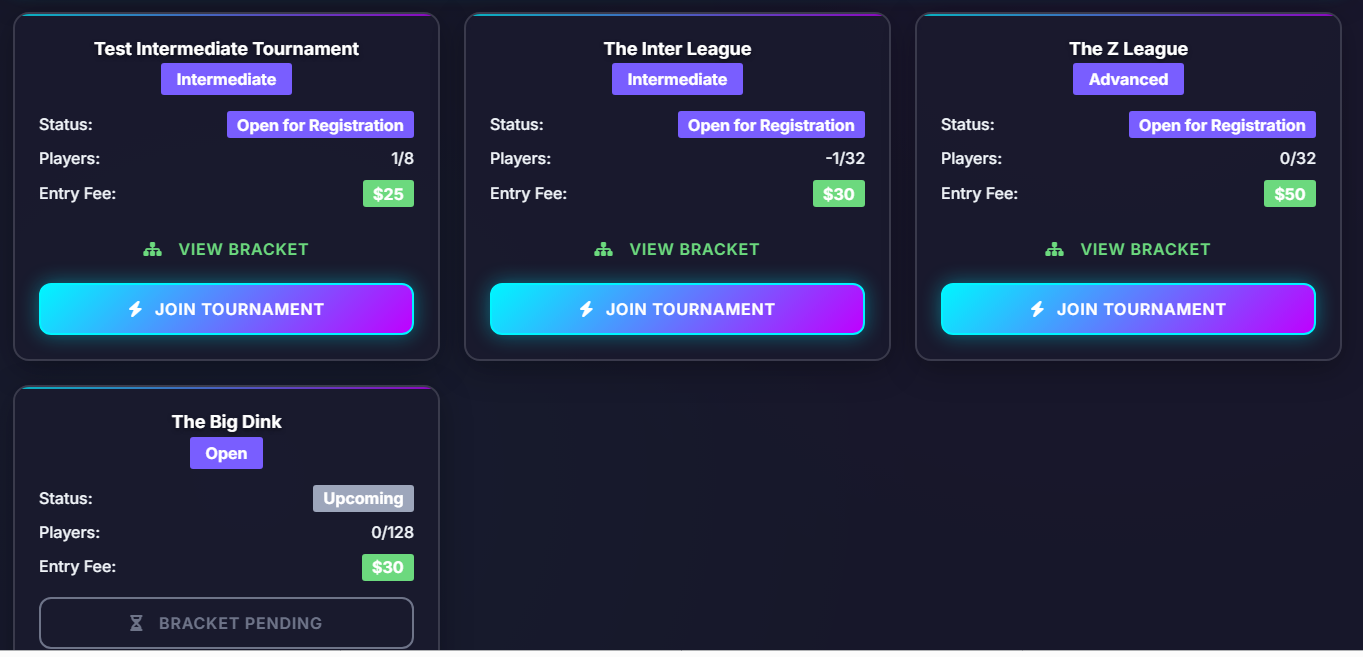 Test Intermediate Tournament
Intermediate
Status: Open for Registration
Players: 1/8
Entry Fee: $25
VIEW BRACKET
JOIN TOURNAMENT
The Inter League
Intermediate
Status: Open for Registration
Players: -1/32
Entry Fee: $30
VIEW BRACKET
JOIN TOURNAMENT
The Z League
Advanced
Status: Open for Registration
Players: 0/32
Entry Fee: $50
VIEW BRACKET
JOIN TOURNAMENT
The Big Dink
Open
Status: Upcoming
Players: 0/128
Entry Fee: $30
BRACKET PENDING